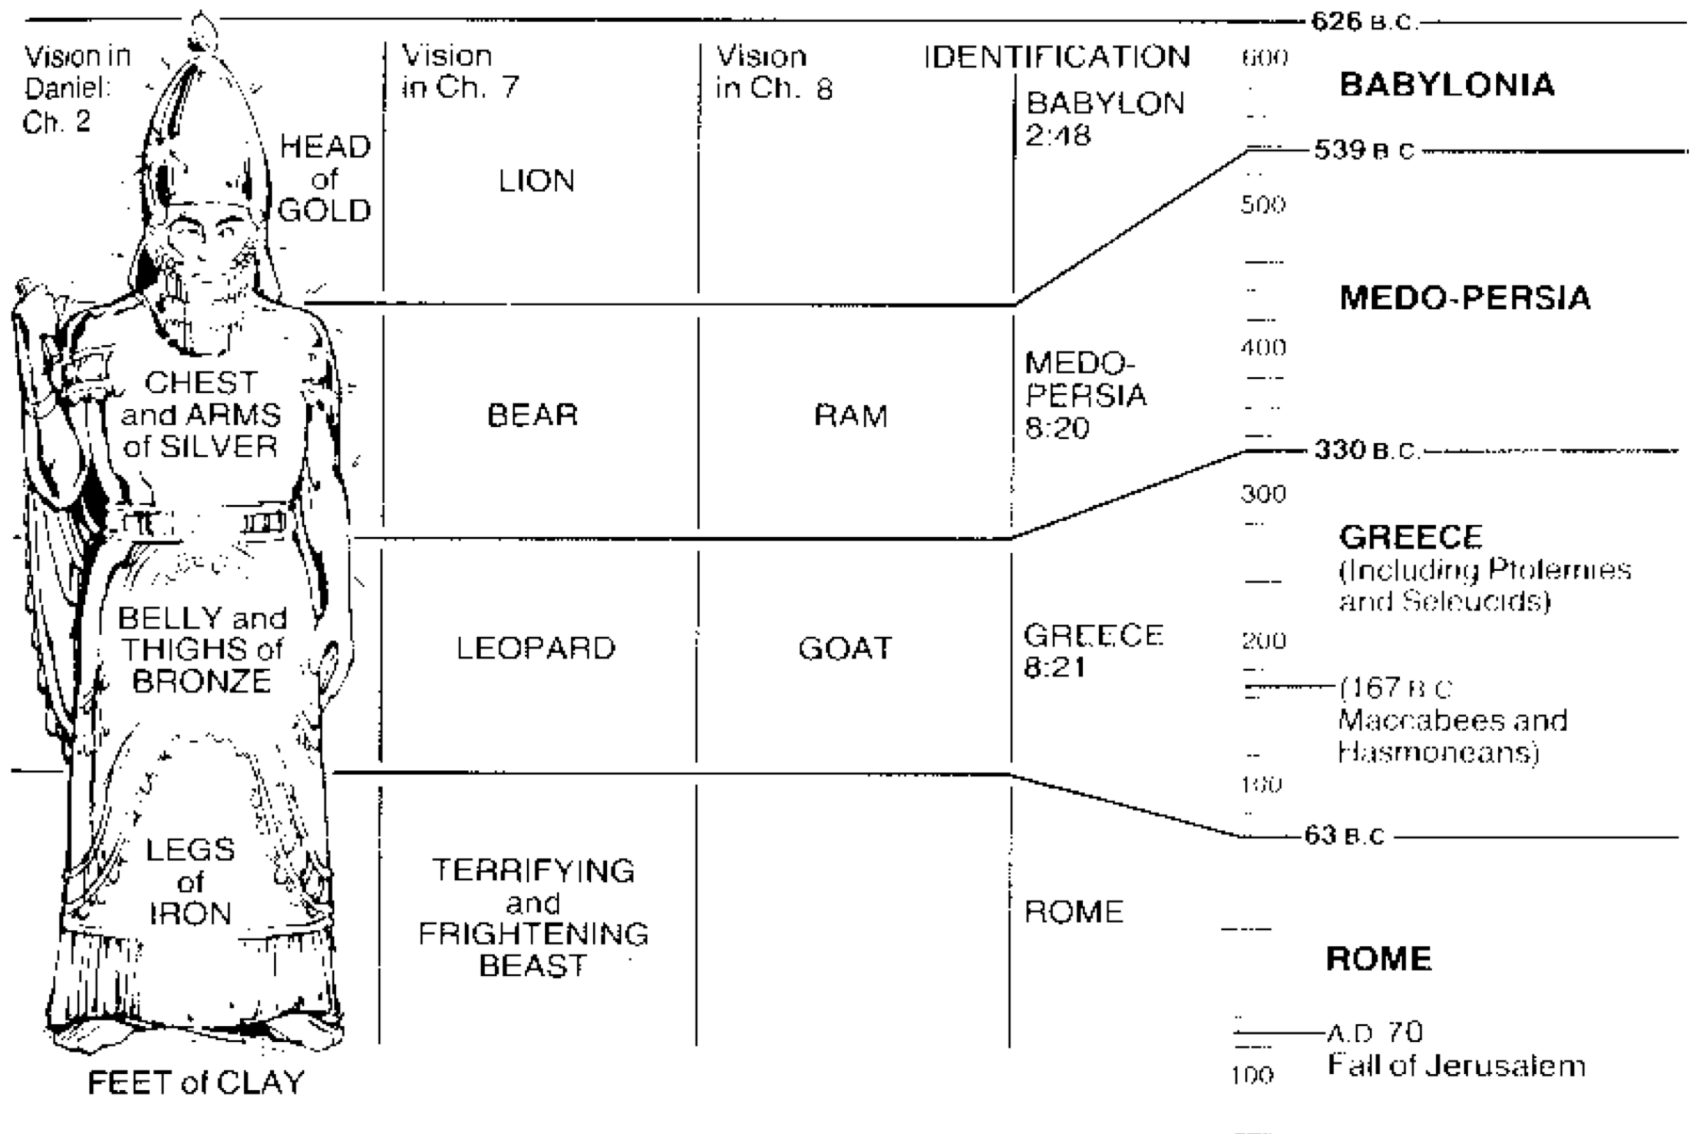 626 B.C.
Vision in
Daniel:
Ch. 2
Vision
in Ch. 7
Vision
in Ch. 8
IDENTIFICATION
600
BABYLONIA
BABYLON
2:48
HEAD
of
GOLD
LION
539 B C
500
MEDO-PERSIA
400
CHEST
and ARMS
of SILVER
BEAR
RAM
MEDO-
PERSIA
8:20
330 B.C.
300
GREECE
(Including Ptolemies
and Seleucids)
BELLY and
THIGHS of
BRONZE
LEOPARD
GOAT
GREECE
8:21
200
(167 B C
Maccabees and
Hasmoneans)
100
63 B.C
LEGS
of
IRON
TERRIFYING
and
FRIGHTENING
BEAST
ROME
ROME
A.D 70
Fall of Jerusalem
100
FEET of CLAY